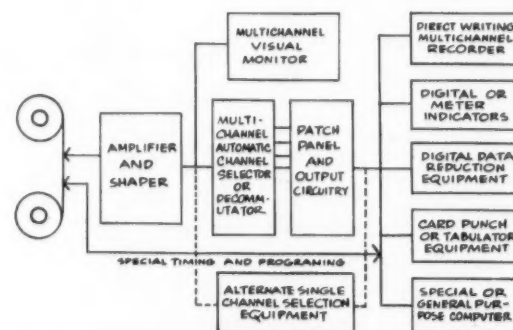 MULTICHANNEL
VISUAL
MONITOR
DIRECT WRITING
MULTICHANNEL
RECORDER
AMPLIFIER
AND
SHAPER
MULTI-
CHANNEL
AUTOMATIC
CHANNEL
SELECTOR
OR
DECOMMU-
TATOR
PATCH
PANEL
AND
OUTPUT
CIRCUITRY
DIGITAL OR
METER
INDICATORS
DIGITAL DATA
REDUCTION
EQUIPMENT
CARD PUNCH
OR TABULATOR
EQUIPMENT
SPECIAL TIMING AND PROGRAMING
ALTERNATE SINGLE
CHANNEL SELECTION
EQUIPMENT
SPECIAL OR
GENERAL PUR-
POSE COMPUTER